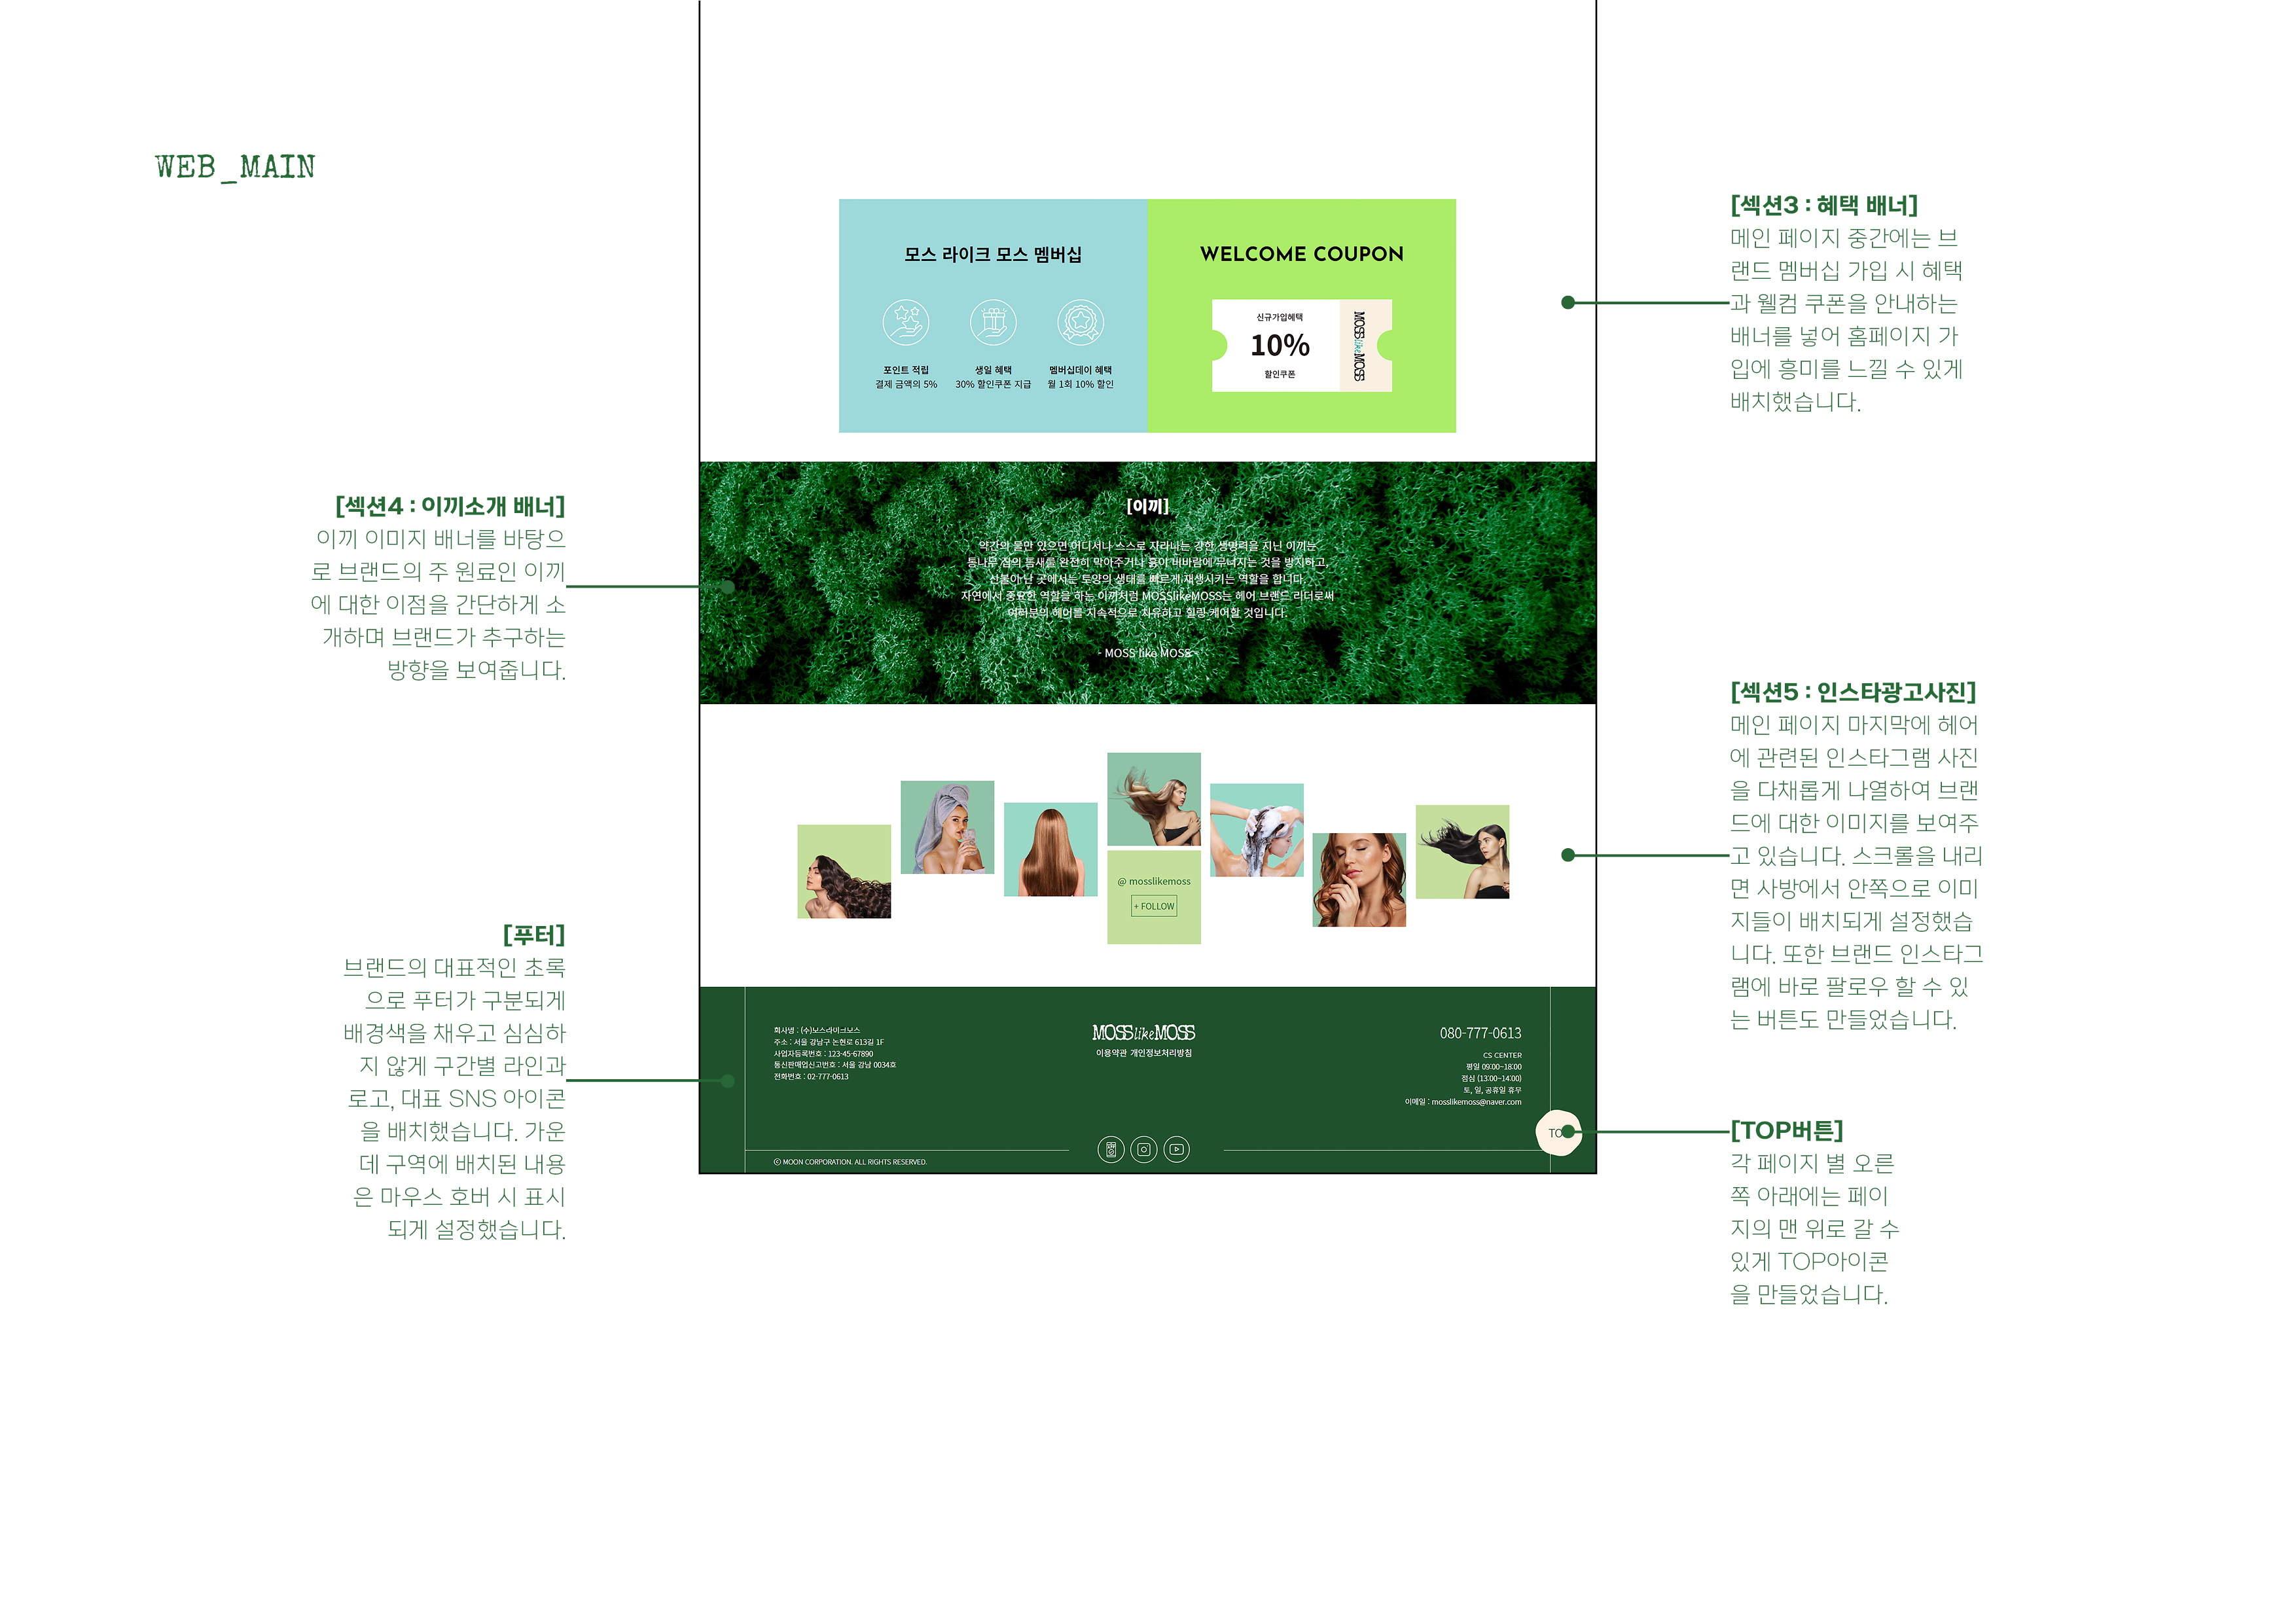 WEB_MAIN
모스 라이크 모스 멤버십
포인트 적립
결제 금액의 5%
생일 혜택
30% 할인쿠폰 지급
멤버십데이 혜택
월 1회 10% 할인
WELCOME COUPON
신규가입혜택
10%
할인쿠폰
MOSS like MOSS
[섹션3 : 혜택 배너]
메인 페이지 중간에는 브
랜드 멤버십 가입 시 혜택
과 웰컴 쿠폰을 안내하는
배너를 넣어 홈페이지 가
입에 흥미를 느낄 수 있게
배치했습니다.
[섹션4 : 이끼소개 배너]
이끼 이미지 배너를 바탕으
로 브랜드의 주 원료인 이끼
에 대한 이점을 간단하게 소
개하며 브랜드가 추구하는
방향을 보여줍니다.
[이끼]
약간의 물만 있으면 어디서나 스스로 자라나는 강한 생명력을 지닌 이끼는
통나무 집의 틈새를 완전히 막아주거나 흙이 비바람에 무너지는 것을 방지하고,
산불이 난 곳에서는 토양의 생태를 빠르게 재생시키는 역할을 합니다.
자연에서 중요한 역할을 하는 이끼처럼 MOSSlikeMOSS는 헤어 브랜드 리더로써
여러분의 헤어를 지속적으로 치유하고 힐링 케어할 것입니다.
- MOSS like MOSS -
[섹션5 : 인스타광고사진]
메인 페이지 마지막에 헤어
에 관련된 인스타그램 사진
을 다채롭게 나열하여 브랜
드에 대한 이미지를 보여주
고 있습니다. 스크롤을 내리
면 사방에서 안쪽으로 이미
지들이 배치되게 설정했습
니다. 또한 브랜드 인스타그
램에 바로 팔로우 할 수 있
는 버튼도 만들었습니다.
@ mosslikemoss
+ FOLLOW
[푸터]
브랜드의 대표적인 초록
으로 푸터가 구분되게
배경색을 채우고 심심하
지 않게 구간별 라인과
로고, 대표 SNS 아이콘
을 배치했습니다. 가운
데 구역에 배치된 내용
은 마우스 호버 시 표시
되게 설정했습니다.
회사명 : (수)모스라이크모스
주소 : 서울 강남구 논현로 613길 1F
사업자등록번호 : 123-45-67890
통신판매업신고번호 : 서울 강남 0034호
전화번호 : 02-777-0613
MOSS like MOSS
이용약관 개인정보처리방침
080-777-0613
CS CENTER
평일 09:00~18:00
점심 (13:00~14:00)
토, 일, 공휴일 휴무
이메일 : mosslikemoss@naver.com
ⓒ MOON CORPORATION. ALL RIGHTS RESERVED.
TO
[TOP버튼]
각 페이지 별 오른
쪽 아래에는 페이
지의 맨 위로 갈 수
있게 TOP아이콘
을 만들었습니다.